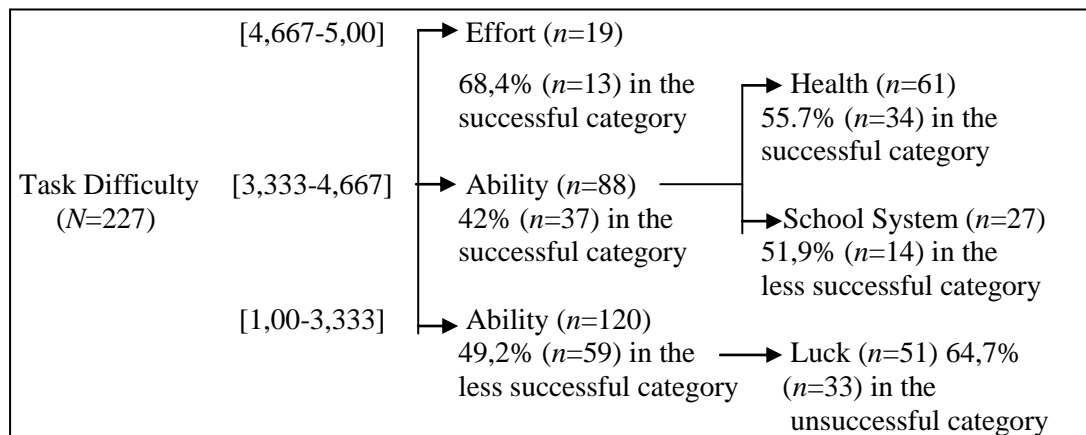 [4,667-5,00]
Effort (n=19)
68,4% (n=13) in the
successful category
Health (n=61)
55.7% (n=34) in the
successful category
Task Difficulty
(N=227)
[3,333-4,667]
Ability (n=88)
42% (n=37) in the
successful category
School System (n=27)
51,9% (n=14) in the
less successful category
[1,00-3,333]
Ability (n=120)
49,2% (n=59) in the
less successful category
Luck (n=51) 64,7%
(n=33) in the
unsuccessful category